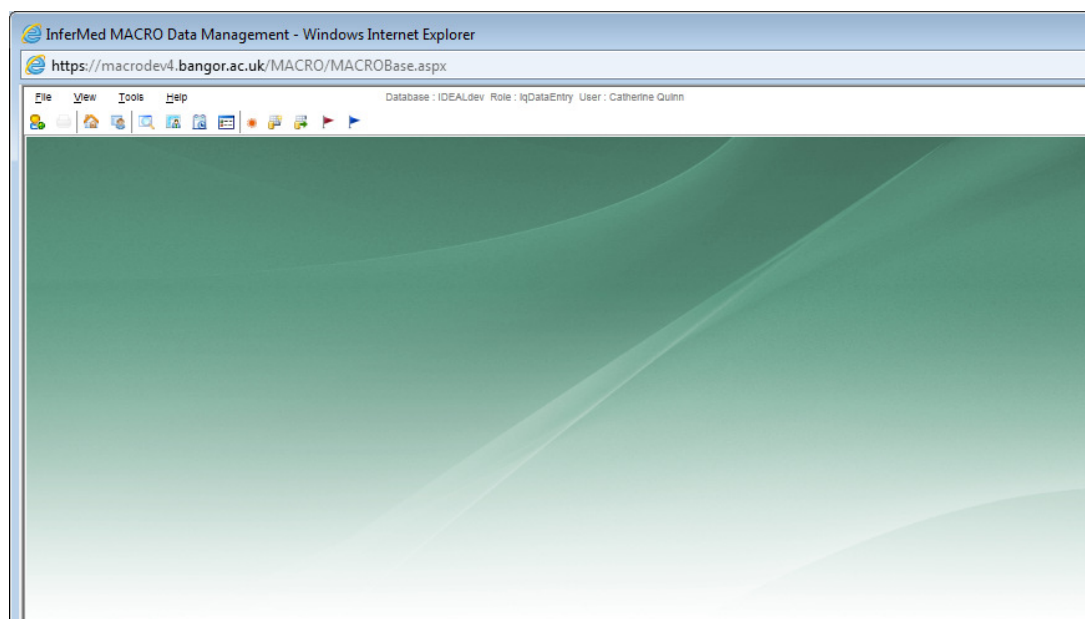 InferMed MACRO Data Management - Windows Internet Explorer
https://macrodev4.bangor.ac.uk/MACRO/MACROBase.aspx
File View Tools Help Database : IDEALdev Role : IqDataEntry User : Catherine Quinn